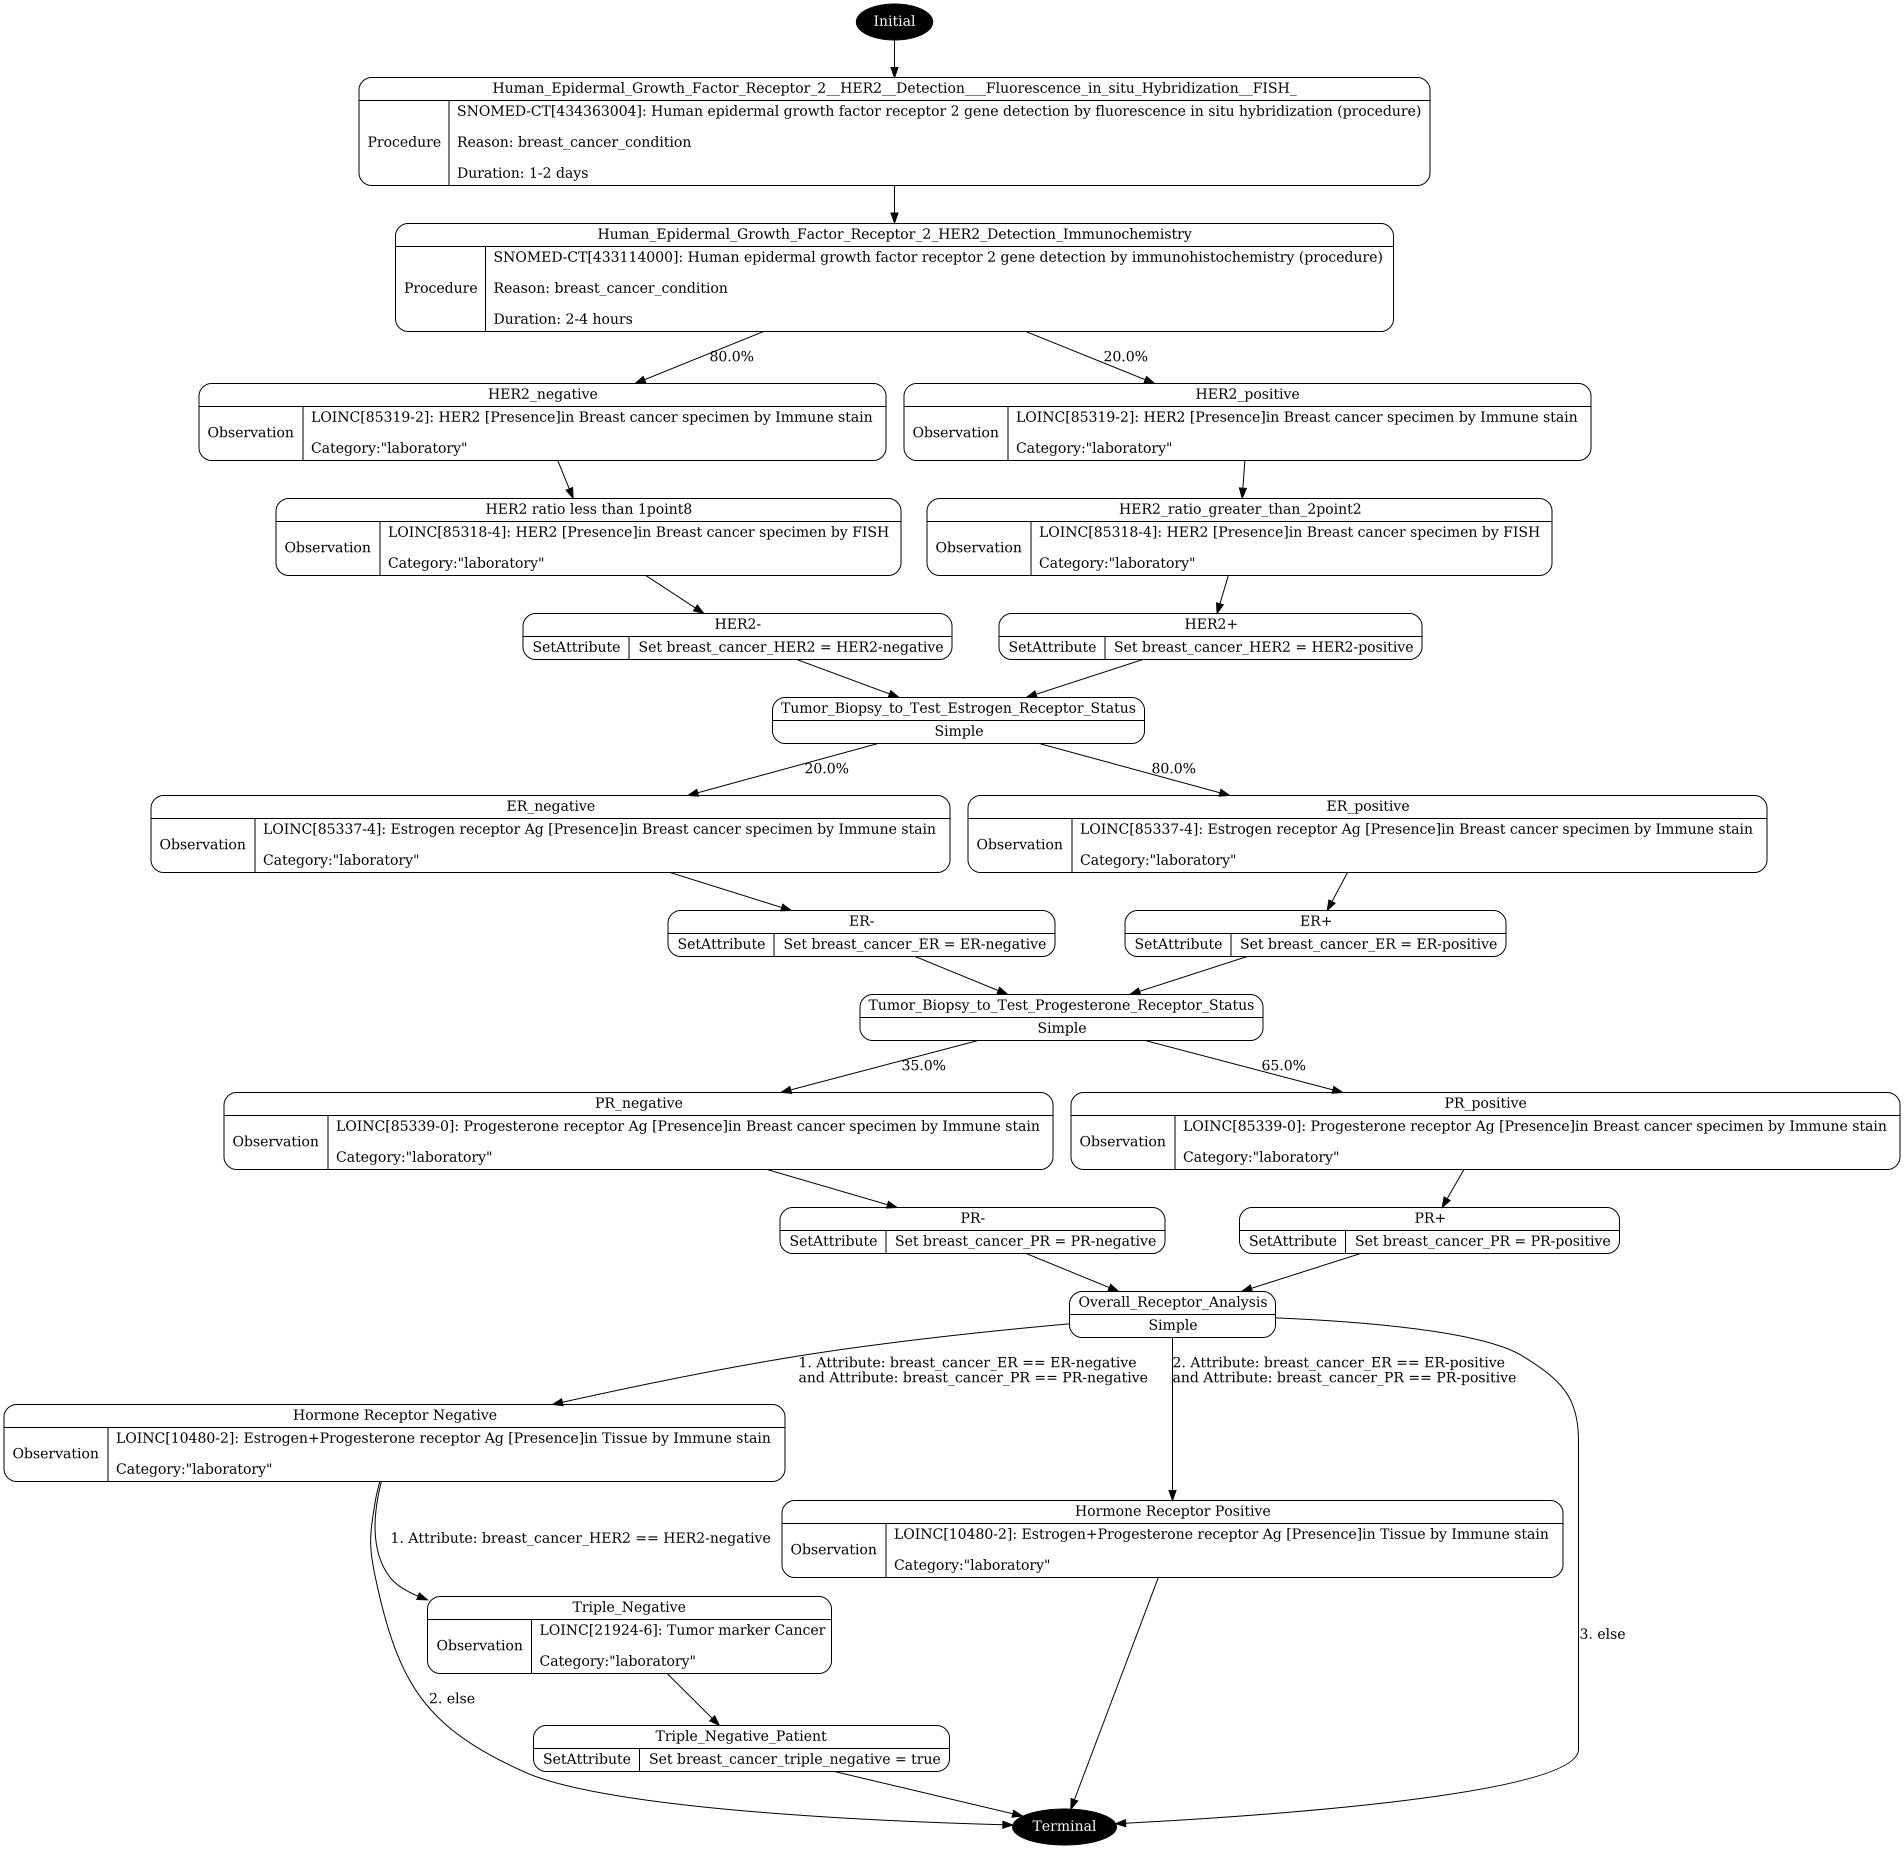 Initial
Human_Epidermal_Growth_Factor_Receptor_2__HER2__Detection___Fluorescence_in_situ_Hybridization__FISH_
Procedure
SNOMED-CT[434363004]: Human epidermal growth factor receptor 2 gene detection by fluorescence in situ hybridization (procedure)
Reason: breast_cancer_condition
Duration: 1-2 days
Human_Epidermal_Growth_Factor_Receptor_2_HER2_Detection_Immunochemistry
Procedure
SNOMED-CT[433114000]: Human epidermal growth factor receptor 2 gene detection by immunohistochemistry (procedure)
Reason: breast_cancer_condition
Duration: 2-4 hours
80.0%
20.0%
HER2_negative
Observation
LOINC[85319-2]: HER2 [Presence]in Breast cancer specimen by Immune stain
Category:"laboratory"
HER2_positive
Observation
LOINC[85319-2]: HER2 [Presence]in Breast cancer specimen by Immune stain
Category:"laboratory"
HER2 ratio less than 1point8
Observation
LOINC[85318-4]: HER2 [Presence]in Breast cancer specimen by FISH
Category:"laboratory"
HER2_ratio_greater_than_2point2
Observation
LOINC[85318-4]: HER2 [Presence]in Breast cancer specimen by FISH
Category:"laboratory"
HER2-
SetAttribute
Set breast_cancer_HER2 = HER2-negative
HER2+
SetAttribute
Set breast_cancer_HER2 = HER2-positive
Tumor_Biopsy_to_Test_Estrogen_Receptor_Status
Simple
20.0%
80.0%
ER_negative
Observation
LOINC[85337-4]: Estrogen receptor Ag [Presence]in Breast cancer specimen by Immune stain
Category:"laboratory"
ER_positive
Observation
LOINC[85337-4]: Estrogen receptor Ag [Presence]in Breast cancer specimen by Immune stain
Category:"laboratory"
ER-
SetAttribute
Set breast_cancer_ER = ER-negative
ER+
SetAttribute
Set breast_cancer_ER = ER-positive
Tumor_Biopsy_to_Test_Progesterone_Receptor_Status
Simple
35.0%
65.0%
PR_negative
Observation
LOINC[85339-0]: Progesterone receptor Ag [Presence]in Breast cancer specimen by Immune stain
Category:"laboratory"
PR_positive
Observation
LOINC[85339-0]: Progesterone receptor Ag [Presence]in Breast cancer specimen by Immune stain
Category:"laboratory"
PR-
SetAttribute
Set breast_cancer_PR = PR-negative
PR+
SetAttribute
Set breast_cancer_PR = PR-positive
Overall_Receptor_Analysis
Simple
1. Attribute: breast_cancer_ER == ER-negative
and Attribute: breast_cancer_PR == PR-negative
2. Attribute: breast_cancer_ER == ER-positive
and Attribute: breast_cancer_PR == PR-positive
Hormone Receptor Negative
Observation
LOINC[10480-2]: Estrogen+Progesterone receptor Ag [Presence]in Tissue by Immune stain
Category:"laboratory"
Hormone Receptor Positive
Observation
LOINC[10480-2]: Estrogen+Progesterone receptor Ag [Presence]in Tissue by Immune stain
Category:"laboratory"
1. Attribute: breast_cancer_HER2 == HER2-negative
Triple_Negative
Observation
LOINC[21924-6]: Tumor marker Cancer
Category:"laboratory"
3. else
2. else
Triple_Negative_Patient
SetAttribute
Set breast_cancer_triple_negative = true
Terminal